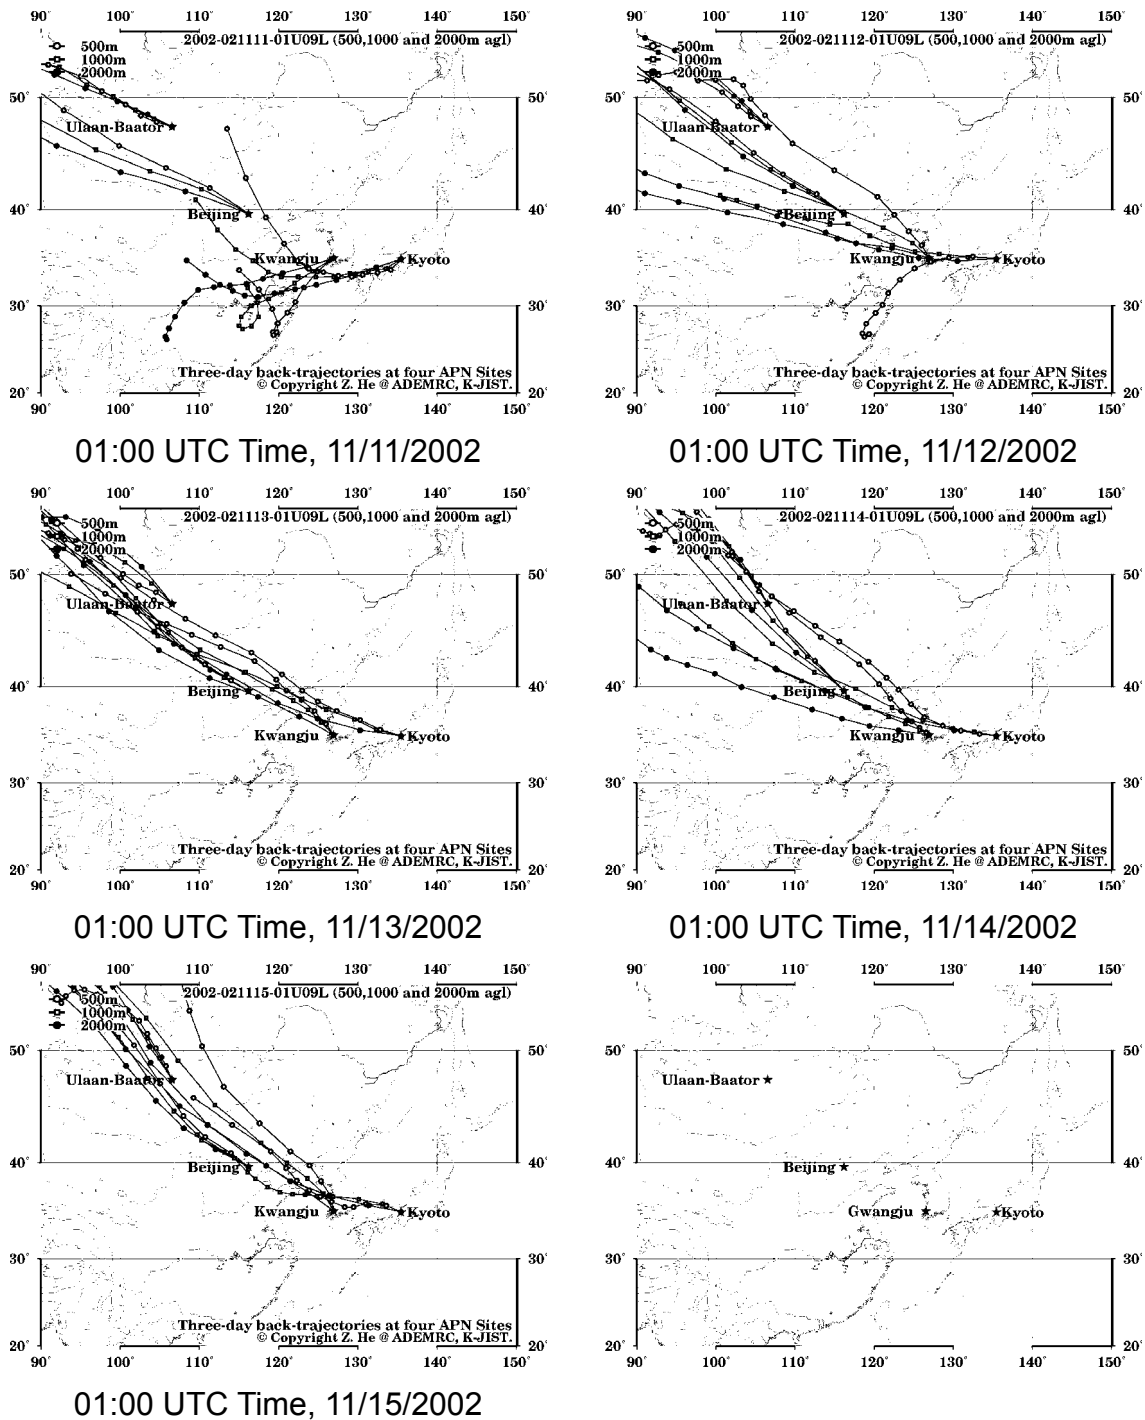 90° 100° 110° 120° 130° 140° 150°
2002-021111-01U09L (500,1000 and 2000m agl)
500m
1000m
2000m
50° 50°
Ulaan-Baator
40° 40°
Beijing
Kwangju Kyoto
30° 30°
Three-day back-trajectories at four APN Sites
© Copyright Z. He @ ADEMRC, K-JIST.
20° 20°
90° 100° 110° 120° 130° 140° 150°
01:00 UTC Time, 11/11/2002
90° 100° 110° 120° 130° 140° 150°
2002-021112-01U09L (500,1000 and 2000m agl)
500m
1000m
2000m
50° 50°
Ulaan-Baator
40° 40°
Beijing
Kwangju Kyoto
30° 30°
Three-day back-trajectories at four APN Sites
© Copyright Z. He @ ADEMRC, K-JIST.
20° 20°
90° 100° 110° 120° 130° 140° 150°
01:00 UTC Time, 11/12/2002
90° 100° 110° 120° 130° 140° 150°
2002-021113-01U09L (500,1000 and 2000m agl)
500m
1000m
2000m
50° 50°
Ulaan-Baator
40° 40°
Beijing
Kwangju Kyoto
30° 30°
Three-day back-trajectories at four APN Sites
© Copyright Z. He @ ADEMRC, K-JIST.
20° 20°
90° 100° 110° 120° 130° 140° 150°
01:00 UTC Time, 11/13/2002
90° 100° 110° 120° 130° 140° 150°
2002-021114-01U09L (500,1000 and 2000m agl)
500m
1000m
2000m
50° 50°
Ulaan-Baator
40° 40°
Beijing
Kwangju Kyoto
30° 30°
Three-day back-trajectories at four APN Sites
© Copyright Z. He @ ADEMRC, K-JIST.
20° 20°
90° 100° 110° 120° 130° 140° 150°
01:00 UTC Time, 11/14/2002
90° 100° 110° 120° 130° 140° 150°
2002-021115-01U09L (500,1000 and 2000m agl)
500m
1000m
2000m
50° 50°
Ulaan-Baator
40° 40°
Beijing
Kwangju Kyoto
30° 30°
Three-day back-trajectories at four APN Sites
© Copyright Z. He @ ADEMRC, K-JIST.
20° 20°
90° 100° 110° 120° 130° 140° 150°
01:00 UTC Time, 11/15/2002
90° 100° 110° 120° 130° 140° 150°
50° 50°
Ulaan-Baator
40° 40°
Beijing
Gwangju Kyoto
30° 30°
20° 20°
90° 100° 110° 120° 130° 140° 150°